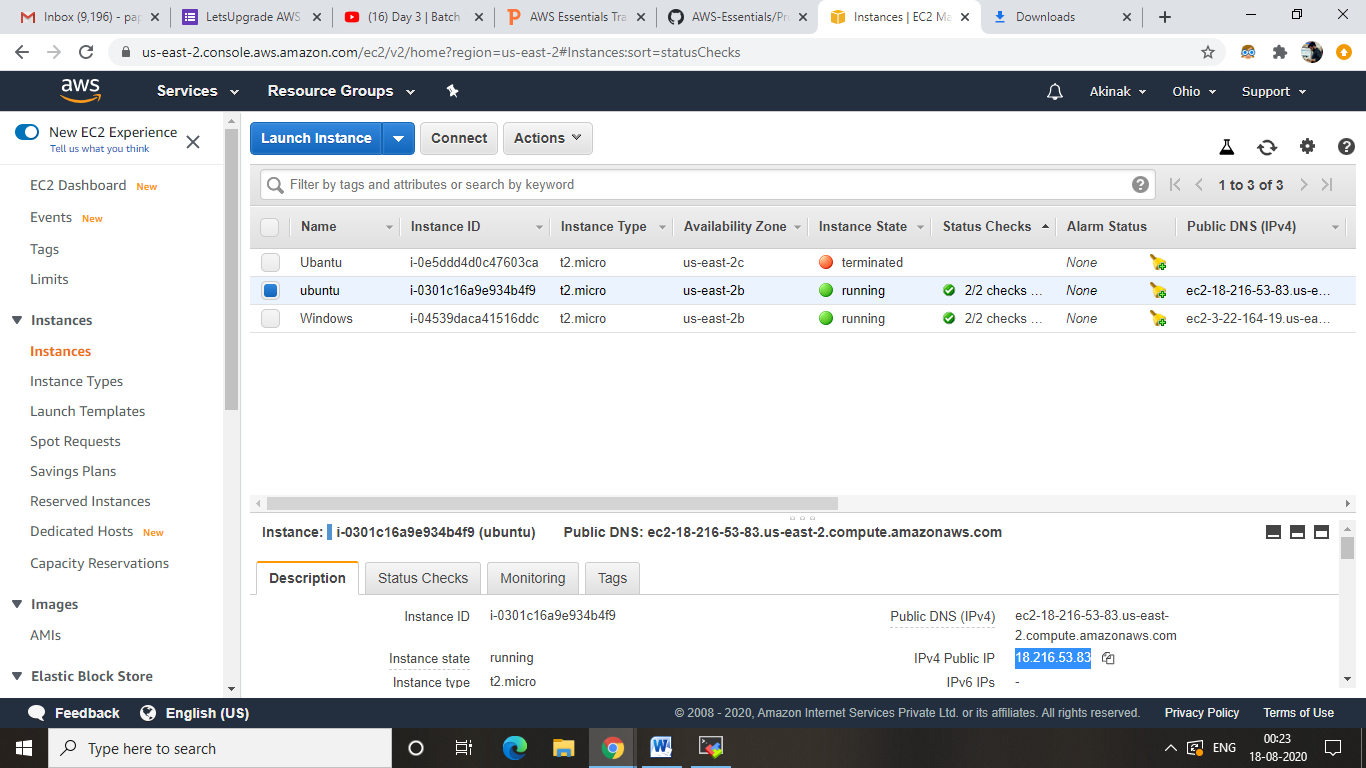 Inbox (9,196) - pap
LetsUpgrade AWS
(16) Day 3 | Batch
AWS Essentials Tra
AWS-Essentials/Pr
Instances | EC2 Ma
Downloads
us-east-2.console.aws.amazon.com/ec2/v2/home?region=us-east-2#Instances:sort=statusChecks
aws
Services
Resource Groups
Akinak
Ohio
Support
New EC2 Experience
Tell us what you think
EC2 Dashboard New
Events New
Tags
Limits
Instances
Instances
Instance Types
Launch Templates
Spot Requests
Savings Plans
Reserved Instances
Dedicated Hosts New
Capacity Reservations
Images
AMIs
Elastic Block Store
Launch Instance
Connect
Actions
Filter by tags and attributes or search by keyword
1 to 3 of 3
Name Instance ID Instance Type Availability Zone Instance State Status Checks Alarm Status Public DNS (IPv4)
Ubantu i-0e5ddd4d0c47603ca t2.micro us-east-2c terminated None
ubuntu i-0301c16a9e934b4f9 t2.micro us-east-2b running 2/2 checks ... None ec2-18-216-53-83.us-e...
Windows i-04539daca41516ddc t2.micro us-east-2b running 2/2 checks ... None ec2-3-22-164-19.us-ea...
Instance: i-0301c16a9e934b4f9 (ubuntu) Public DNS: ec2-18-216-53-83.us-east-2.compute.amazonaws.com
Description
Status Checks
Monitoring
Tags
Instance ID i-0301c16a9e934b4f9
Public DNS (IPv4) ec2-18-216-53-83.us-east-
2.compute.amazonaws.com
Instance state running
IPv4 Public IP 18.216.53.83
Instance type t2.micro
IPv6 IPs -
Feedback
English (US)
© 2008 - 2020, Amazon Internet Services Private Ltd. or its affiliates. All rights reserved.
Privacy Policy
Terms of Use
Type here to search
ENG
00:23
18-08-2020